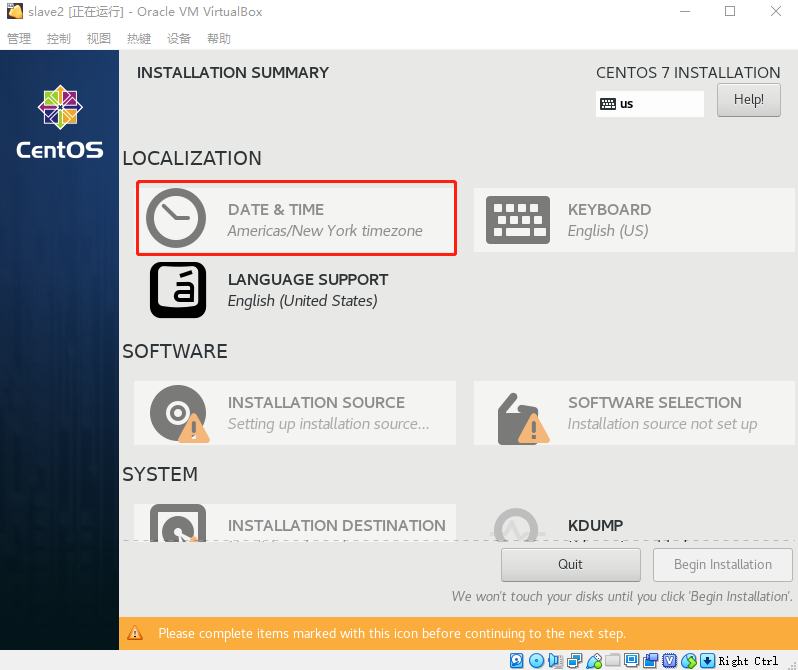 slave2 [正在运行] - Oracle VM VirtualBox
管理 控制 视图 热键 设备 帮助
INSTALLATION SUMMARY
CENTOS 7 INSTALLATION
us
Help!
CentOS
LOCALIZATION
DATE & TIME
Americas/New York timezone
KEYBOARD
English (US)
LANGUAGE SUPPORT
English (United States)
SOFTWARE
INSTALLATION SOURCE
Setting up installation source...
SOFTWARE SELECTION
Installation source not set up
SYSTEM
INSTALLATION DESTINATION
KDUMP
Quit
Begin Installation
We won't touch your disks until you click 'Begin Installation'.
Please complete items marked with this icon before continuing to the next step.
Right Ctrl